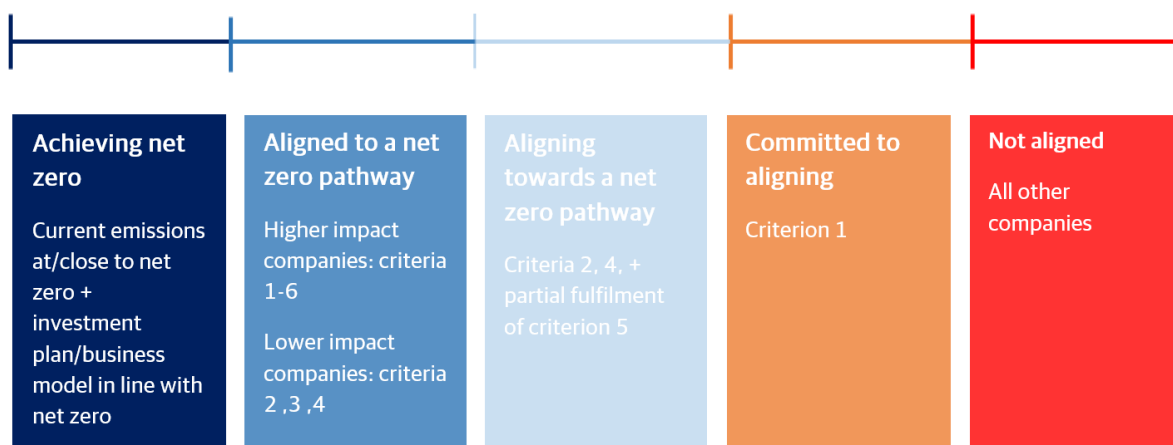 Achieving net
zero
Current emissions
at/close to net
zero +
investment
plan/business
model in line with
net zero
Aligned to a net
zero pathway
Higher impact
companies: criteria
1-6
Lower impact
companies: criteria
2 ,3 ,4
Aligning
towards a net
zero pathway
Criteria 2, 4, +
partial fulfilment
of criterion 5
Committed to
aligning
Criterion 1
Not aligned
All other
companies